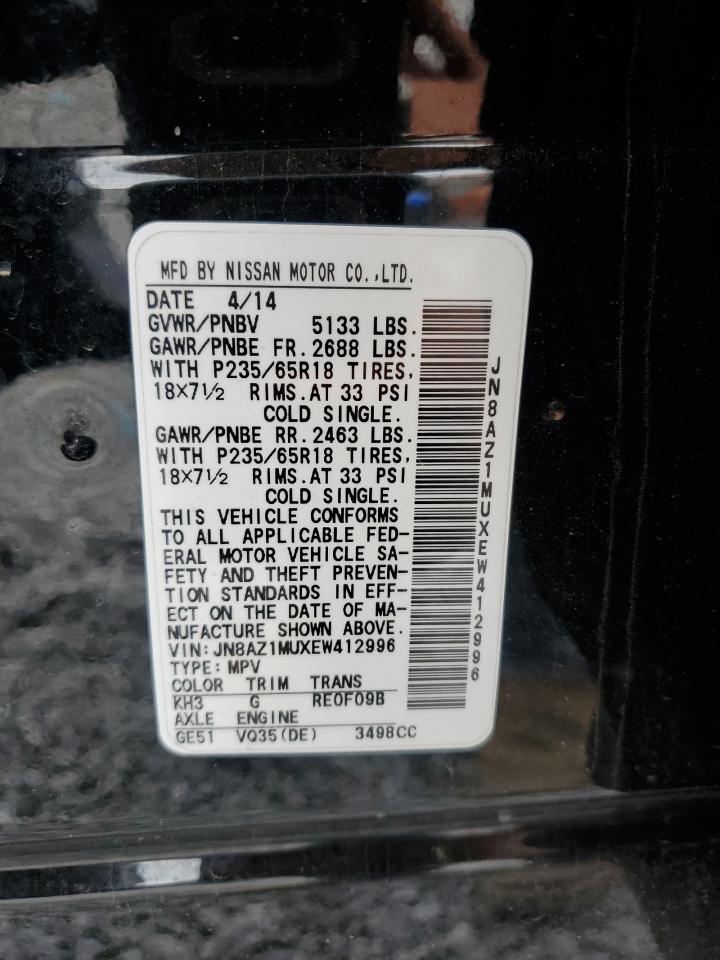 MFD BY NISSAN MOTOR CO.,LTD.
DATE 4/14
GVWR/PNBV 5133 LBS.
GAWR/PNBE FR. 2688 LBS.
WITH P235/65R18 TIRES,
18×7½ RIMS. AT 33 PSI
COLD SINGLE.
GAWR/PNBE RR. 2463 LBS.
WITH P235/65R18 TIRES,
18×7½ RIMS. AT 33 PSI
COLD SINGLE.
THIS VEHICLE CONFORMS
TO ALL APPLICABLE FED-
ERAL MOTOR VEHICLE SA-
FETY AND THEFT PREVEN-
TION STANDARDS IN EFF-
ECT ON THE DATE OF MA-
NUFACTURE SHOWN ABOVE.
VIN: JN8AZ1MUXEW412996
TYPE: MPV
COLOR TRIM TRANS
KH3 G RE0F09B
AXLE ENGINE
GE51 VQ35(DE) 3498CC
JN8AZ1MUXEW412996